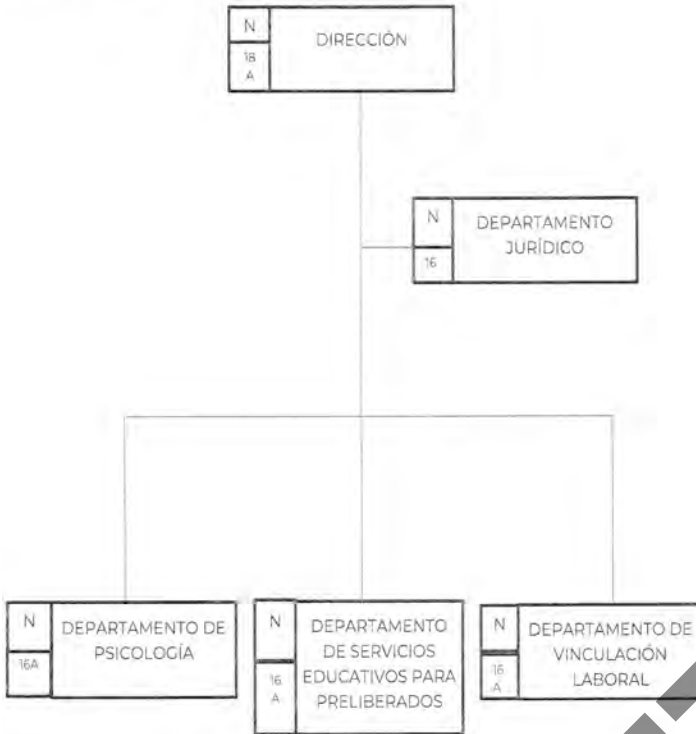 N
18
A
DIRECCIÓN
N
16
DEPARTAMENTO
JURÍDICO
N
16A
DEPARTAMENTO DE
PSICOLOGÍA
N
16
A
DEPARTAMENTO
DE SERVICIOS
EDUCATIVOS PARA
PRELIBERADOS
N
16
A
DEPARTAMENTO DE
VINCULACIÓN
LABORAL